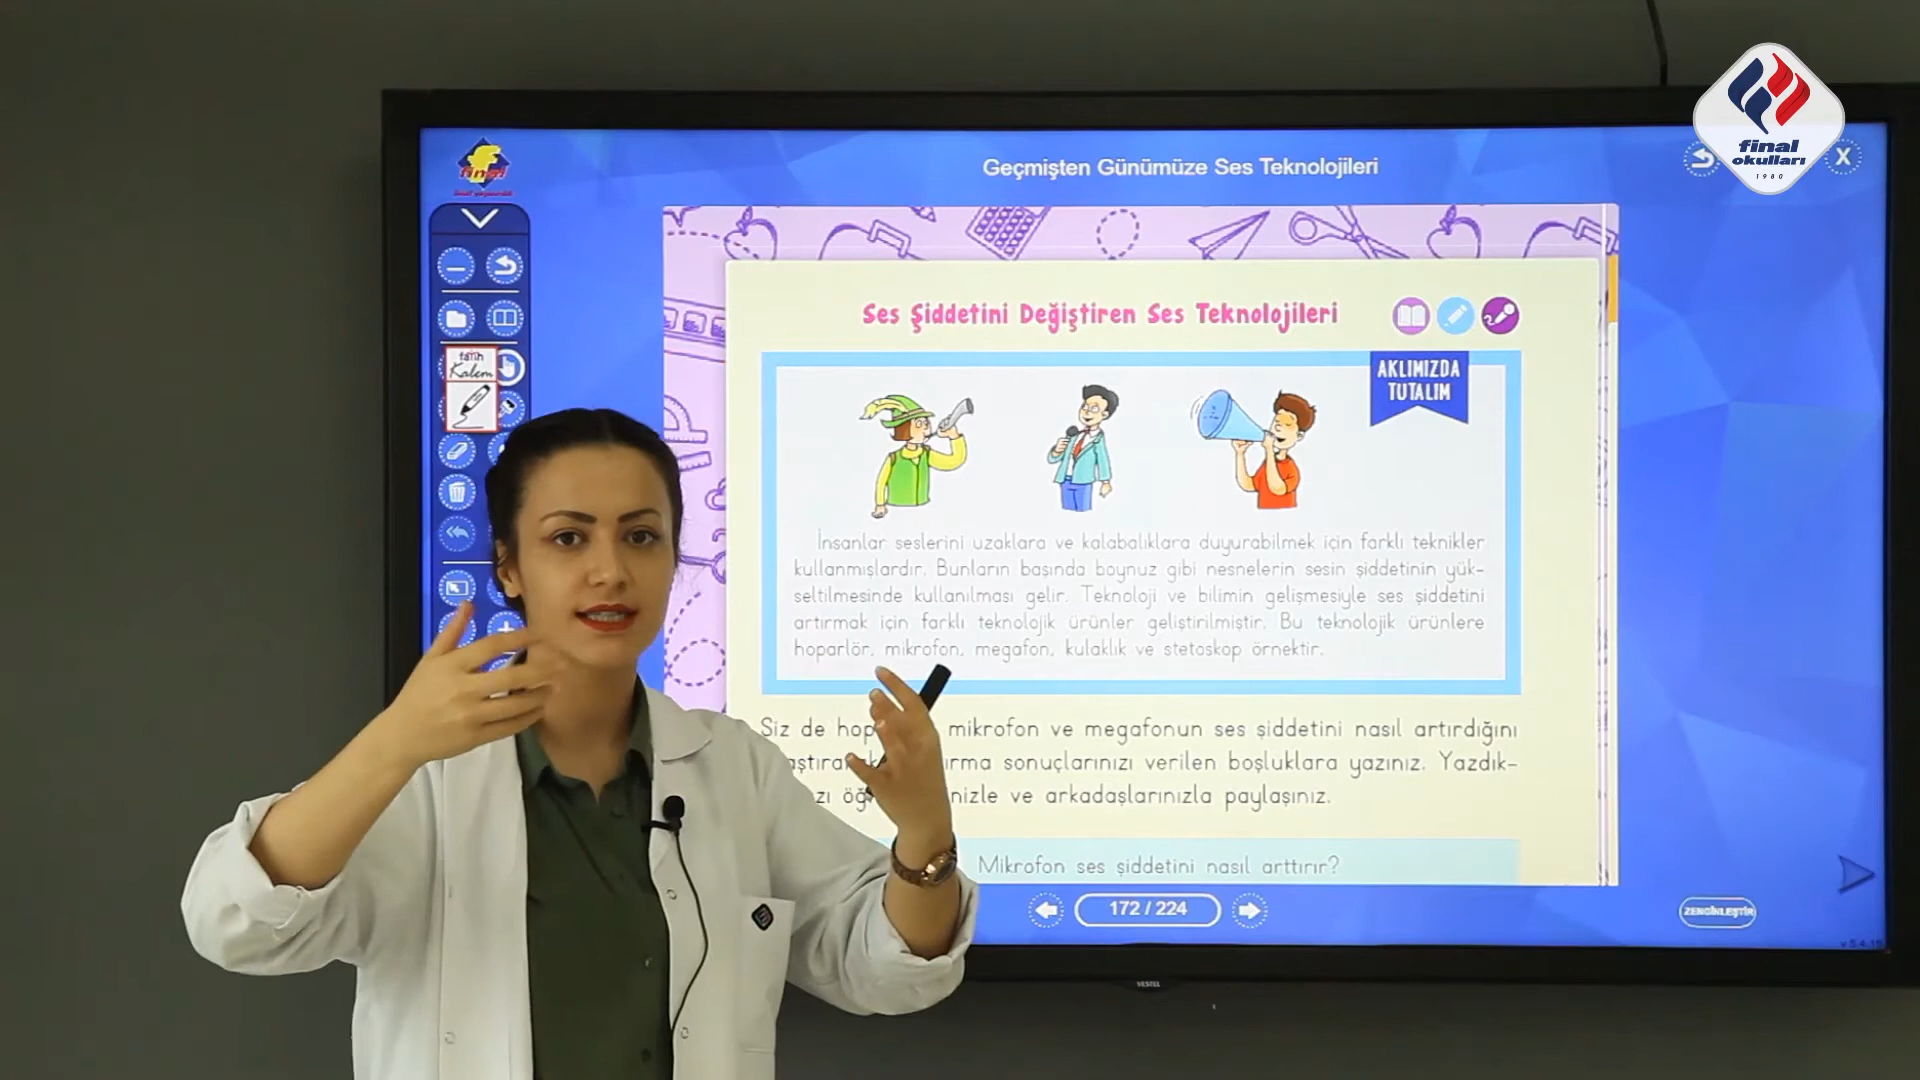 final
okulları
1980
final
Geçmişten Günümüze Ses Teknolojileri
X
fatih
Kalem
Ses Şiddetini Değiştiren Ses Teknolojileri
AKLIMIZDA
TUTALIM
İnsanlar seslerini uzaklara ve kalabalıklara duyurabilmek için farklı teknikler
kullanmışlardır. Bunların başında boynuz gibi nesnelerin sesin şiddetinin yük-
seltilmesinde kullanılması gelir. Teknoloji ve bilimin gelişmesiyle ses şiddetini
artırmak için farklı teknolojik ürünler geliştirilmiştir. Bu teknolojik ürünlere
hoparlör, mikrofon, megafon, kulaklık ve stetoskop örnektir.
Siz de hop mikrofon ve megafonun ses şiddetini nasıl artırdığını
sonuçlarınızı verilen boşluklara yazınız. Yazdık-
ve arkadaşlarınızla paylaşınız.
Mikrofon ses şiddetini nasıl arttırır?
172 / 224
ZENGİNLEŞTİR
VESTEL